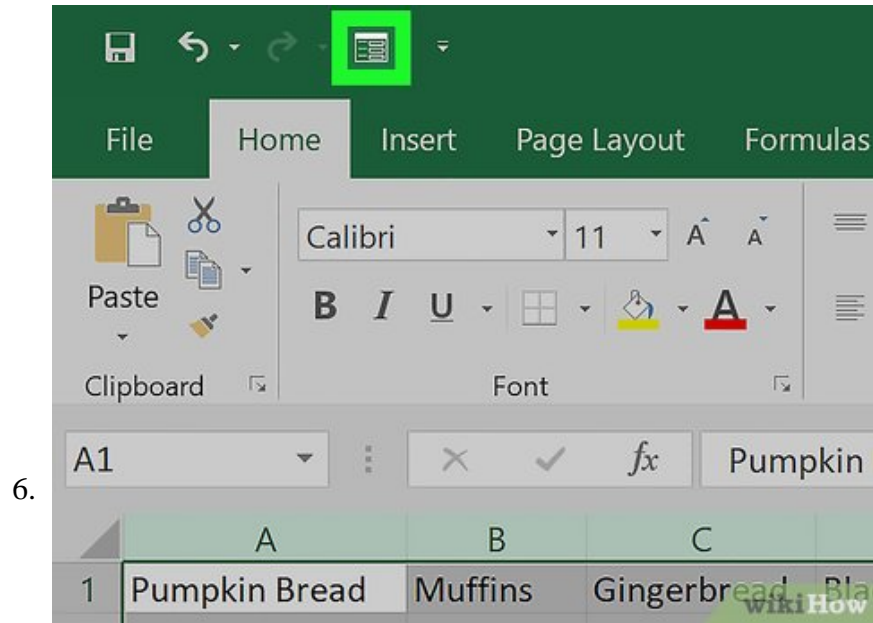 File Home Insert Page Layout Formulas
Calibri 11 A A
Paste B I U A
Clipboard Font
A1 fx Pumpkin
6.
A B C
1 Pumpkin Bread Muffins Gingerbread Bla
wikiHow